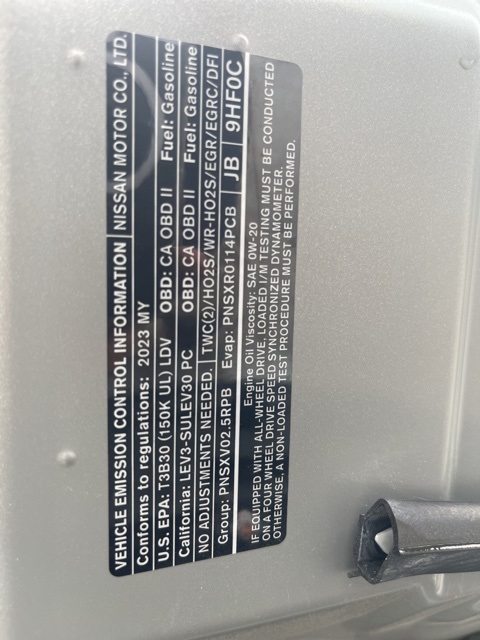 VEHICLE EMISSION CONTROL INFORMATION NISSAN MOTOR CO., LTD.
Conforms to regulations: 2023 MY
U.S. EPA: T3B30 (150K UL) LDV OBD: CA OBD II Fuel: Gasoline
California: LEV3-SULEV30 PC OBD: CA OBD II Fuel: Gasoline
NO ADJUSTMENTS NEEDED. TWC(2)/HO2S/WR-HO2S/EGR/EGRC/DFI
Group: PNSXV02.5RPB Evap: PNSXR0114PCB JB 9HF0C
Engine Oil Viscosity: SAE 0W-20
IF EQUIPPED WITH ALL-WHEEL DRIVE, LOADED I/M TESTING MUST BE CONDUCTED
ON A FOUR WHEEL DRIVE SPEED SYNCHRONIZED DYNAMOMETER.
OTHERWISE, A NON-LOADED TEST PROCEDURE MUST BE PERFORMED.